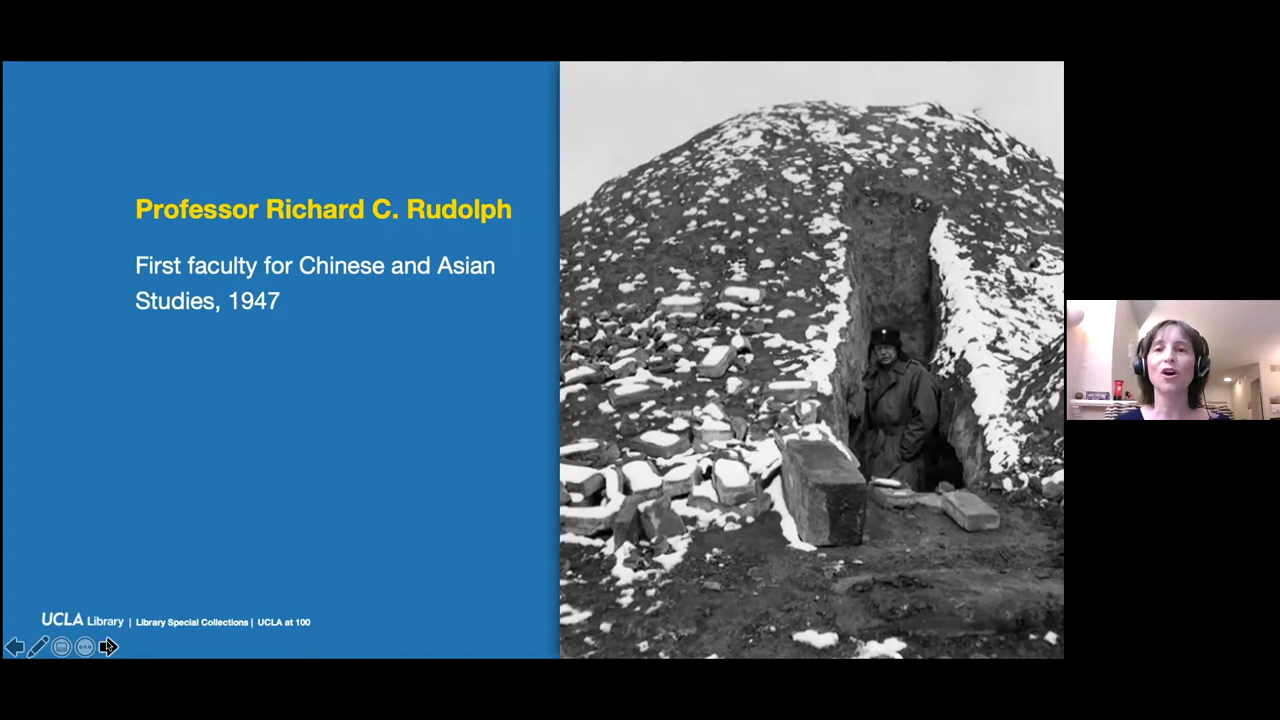 Professor Richard C. Rudolph
First faculty for Chinese and Asian
Studies, 1947
UCLA Library | Library Special Collections | UCLA at 100